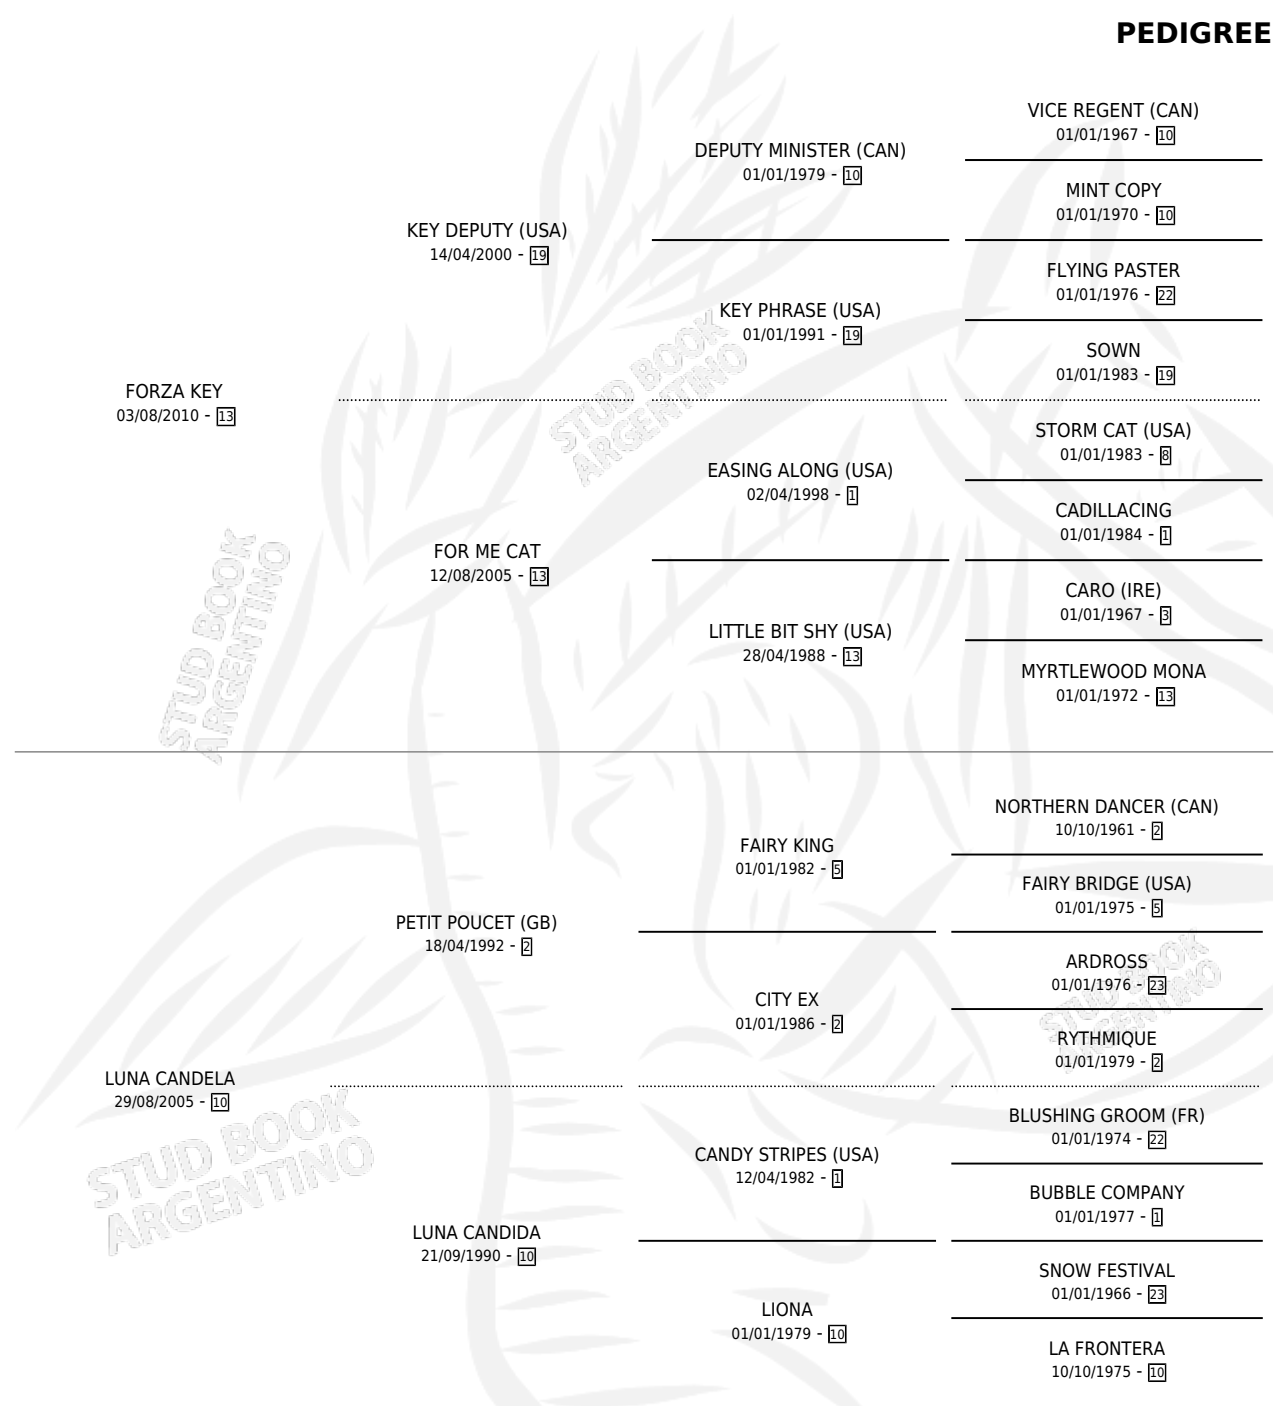 PEDIGREE
VICE REGENT (CAN)
01/01/1967 - 10
DEPUTY MINISTER (CAN)
01/01/1979 - 10
MINT COPY
01/01/1970 - 10
KEY DEPUTY (USA)
14/04/2000 - 19
FLYING PASTER
01/01/1976 - 22
KEY PHRASE (USA)
01/01/1991 - 19
SOWN
01/01/1983 - 19
FORZA KEY
03/08/2010 - 13
STORM CAT (USA)
01/01/1983 - 8
EASING ALONG (USA)
02/04/1998 - 1
CADILLACING
01/01/1984 - 1
FOR ME CAT
12/08/2005 - 13
CARO (IRE)
01/01/1967 - 3
LITTLE BIT SHY (USA)
28/04/1988 - 13
MYRTLEWOOD MONA
01/01/1972 - 13
NORTHERN DANCER (CAN)
10/10/1961 - 2
FAIRY KING
01/01/1982 - 5
FAIRY BRIDGE (USA)
01/01/1975 - 5
PETIT POUCET (GB)
18/04/1992 - 2
ARDROSS
01/01/1976 - 23
CITY EX
01/01/1986 - 2
RYTHMIQUE
01/01/1979 - 2
LUNA CANDELA
29/08/2005 - 10
BLUSHING GROOM (FR)
01/01/1974 - 22
CANDY STRIPES (USA)
12/04/1982 - 1
BUBBLE COMPANY
01/01/1977 - 1
LUNA CANDIDA
21/09/1990 - 10
SNOW FESTIVAL
01/01/1966 - 23
LIONA
01/01/1979 - 10
LA FRONTERA
10/10/1975 - 10
STUD BOOK
ARGENTINO
STUD BOOK
ARGENTINO
STUD BOOK
ARGENTINO
STUD BOOK
ARGENTINO